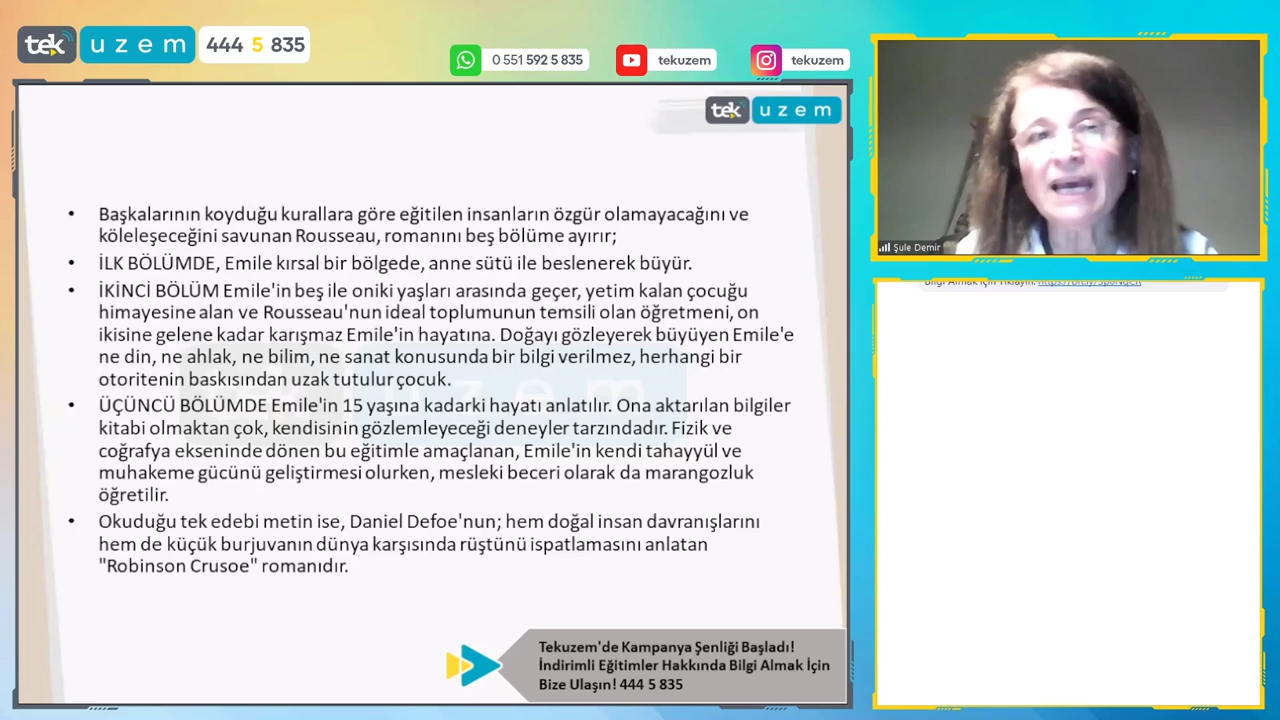 tek uzem 444 5 835
0 551 592 5 835
tekuzem
tekuzem
tek uzem
• Başkalarının koyduğu kurallara göre eğitilen insanların özgür olamayacağını ve
köleleşeceğini savunan Rousseau, romanını beş bölüme ayırır;
• İLK BÖLÜMDE, Emile kırsal bir bölgede, anne sütü ile beslenerek büyür.
• İKİNCİ BÖLÜM Emile'in beş ile oniki yaşları arasında geçer, yetim kalan çocuğu
himayesine alan ve Rousseau'nun ideal toplumunun temsili olan öğretmeni, on
ikisine gelene kadar karışmaz Emile'in hayatına. Doğayı gözleyerek büyüyen Emile'e
ne din, ne ahlak, ne bilim, ne sanat konusunda bir bilgi verilmez, herhangi bir
otoritenin baskısından uzak tutulur çocuk.
• ÜÇÜNCÜ BÖLÜMDE Emile'in 15 yaşına kadarki hayatı anlatılır. Ona aktarılan bilgiler
kitabi olmaktan çok, kendisinin gözlemleyeceği deneyler tarzındadır. Fizik ve
coğrafya ekseninde dönen bu eğitimle amaçlanan, Emile'in kendi tahayyül ve
muhakeme gücünü geliştirmesi olurken, mesleki beceri olarak da marangozluk
öğretilir.
• Okuduğu tek edebi metin ise, Daniel Defoe'nun; hem doğal insan davranışlarını
hem de küçük burjuvanın dünya karşısında rüştünü ispatlamasını anlatan
"Robinson Crusoe" romanıdır.
Tekuzem'de Kampanya Şenliği Başladı!
İndirimli Eğitimler Hakkında Bilgi Almak İçin
Bize Ulaşın! 444 5 835
Şule Demir
Bilgi Almak İçin Tıklayın: